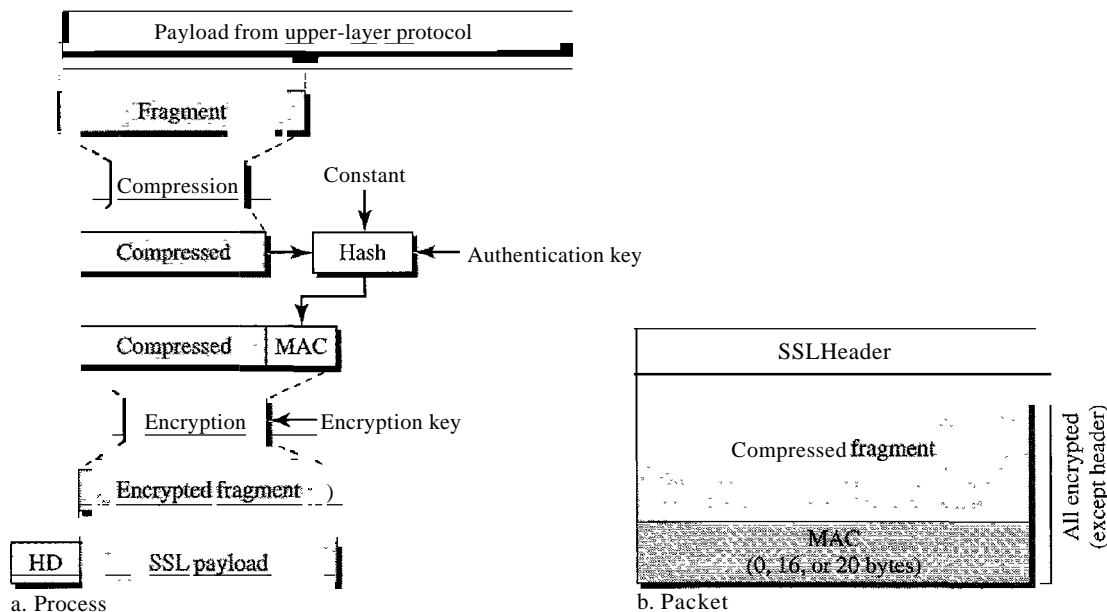 Payload from upper-layer protocol
Fragment
Compression
Constant
Compressed
Hash
Authentication key
Compressed
MAC
Encryption
Encryption key
Encrypted fragment )
HD
SSL payload
a. Process
SSLHeader
Compressed fragment
MAC
(0, 16, or 20 bytes)
All encrypted
(except header)
b. Packet